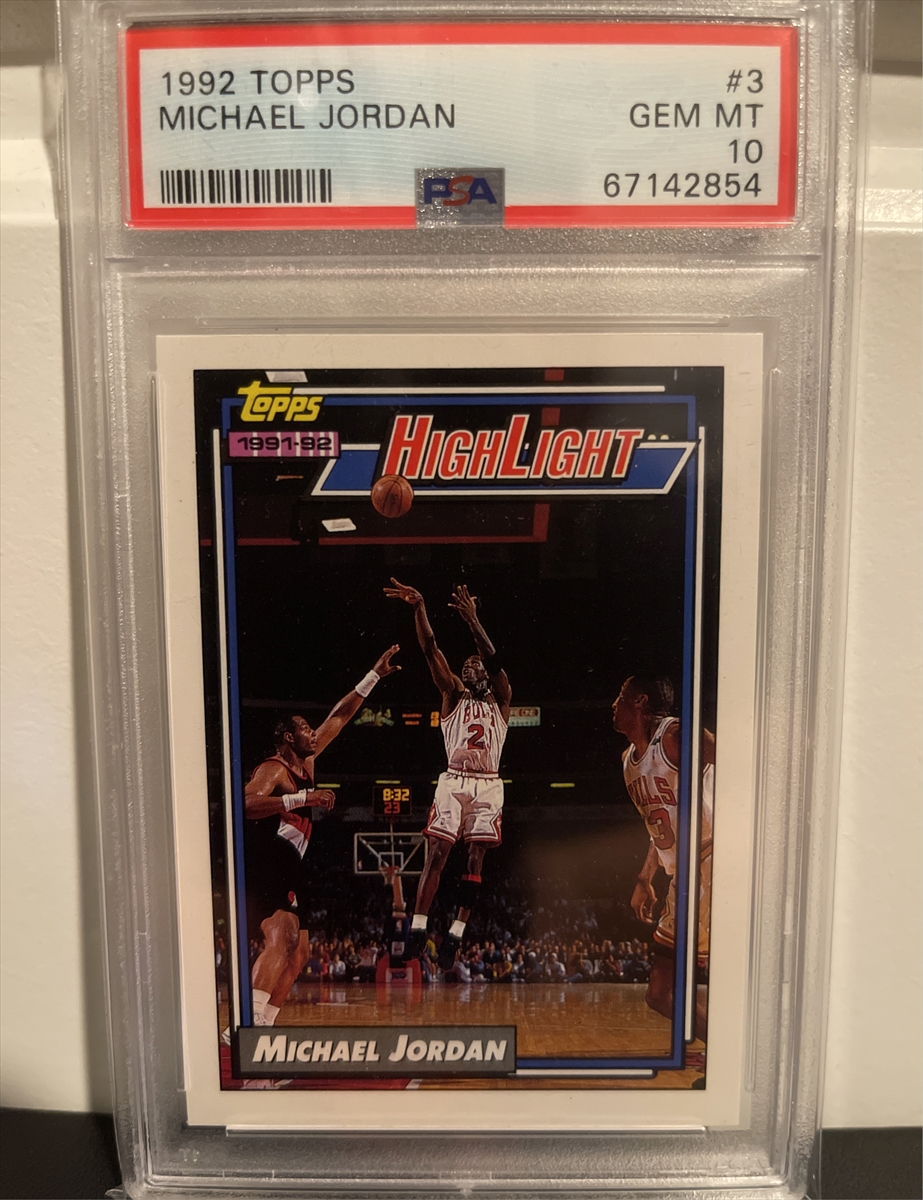 1992 TOPPS #3
MICHAEL JORDAN GEM MT
10
PSA 67142854
TOPPS
1991-92
HIGHLIGHT
BULLS
2
8:32
23
MICHAEL JORDAN